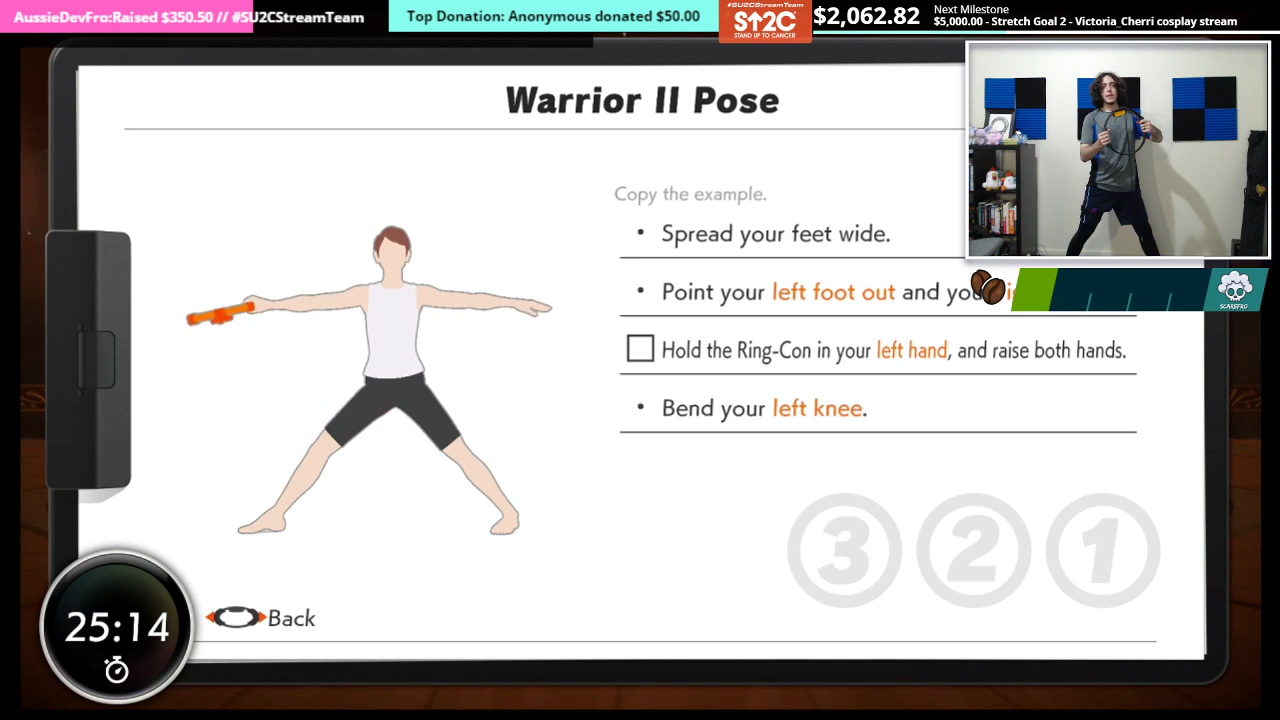 AussieDevFro:Raised $350.50 // #SU2CStreamTeam
Top Donation: Anonymous donated $50.00
#SU2CStreamTeam
SU2C
STAND UP TO CANCER
$2,062.82
Next Milestone
$5,000.00 - Stretch Goal 2 - Victoria_Cherri cosplay stream
Warrior II Pose
Copy the example.
• Spread your feet wide.
• Point your left foot out and you
Hold the Ring-Con in your left hand, and raise both hands.
• Bend your left knee.
SCARSFRO
3 2 1
25:14
Back